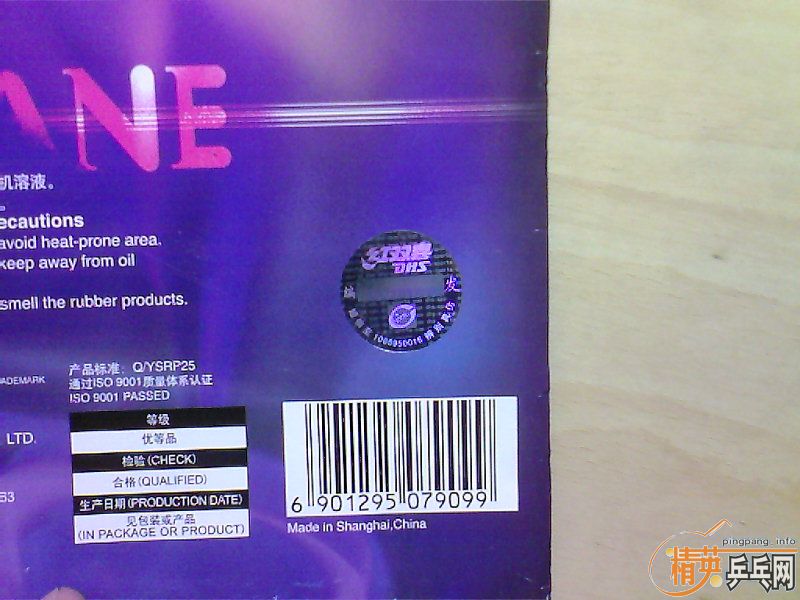 ANE
机溶液。
ecautions
avoid heat-prone area.
keep away from oil
smell the rubber products.
红双喜
DHS
发
1066950016
产品标准: Q/YSRP25
通过ISO 9001质量体系认证
ISO 9001 PASSED
ADEMARK
LTD.
等级
优等品
检验(CHECK)
合格(QUALIFIED)
生产日期(PRODUCTION DATE)
见包装或产品
(IN PACKAGE OR PRODUCT)
6 901295 079099
Made in Shanghai,China
pingpang.info
精英乒乓网